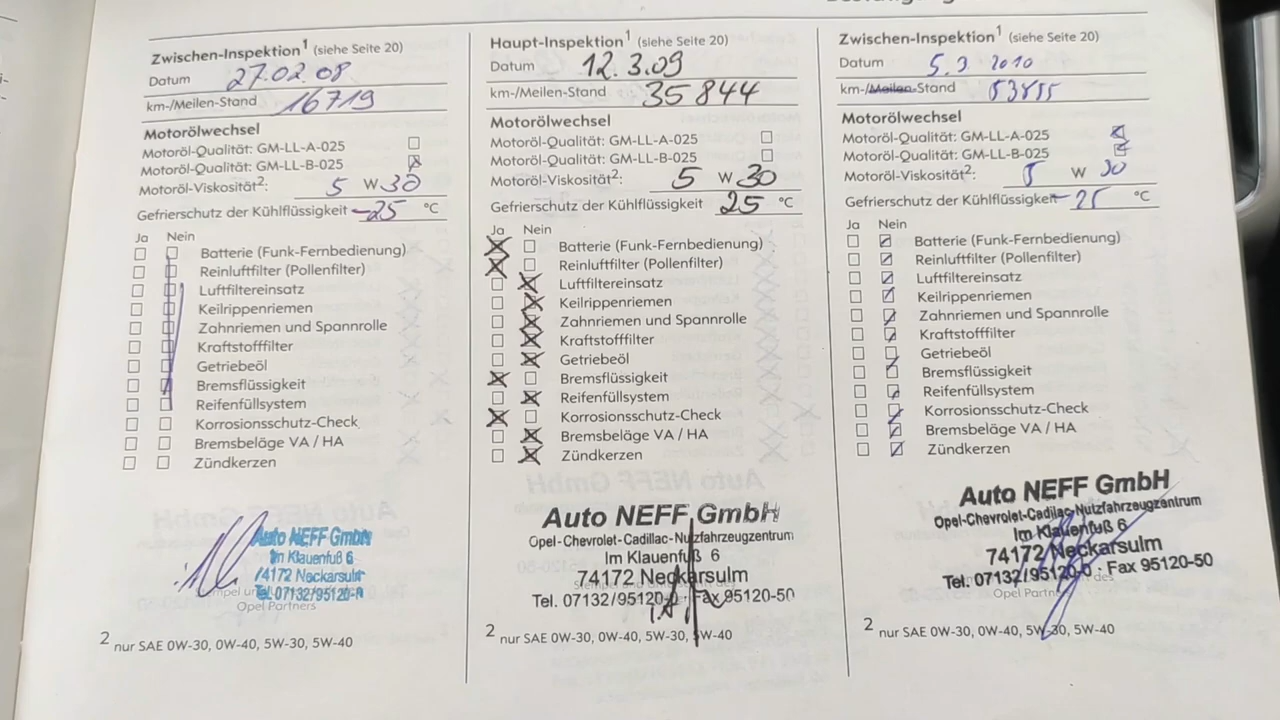 Zwischen-Inspektion¹ (siehe Seite 20)
Datum 27.02.08
km-/Meilen-Stand 16719
Motorölwechsel
Motoröl-Qualität: GM-LL-A-025
Motoröl-Qualität: GM-LL-B-025
Motoröl-Viskosität²: 5 W 30
Gefrierschutz der Kühlflüssigkeit -25 °C
Ja Nein
Batterie (Funk-Fernbedienung)
Reinluftfilter (Pollenfilter)
Luftfiltereinsatz
Keilrippenriemen
Zahnriemen und Spannrolle
Kraftstofffilter
Getriebeöl
Bremsflüssigkeit
Reifenfüllsystem
Korrosionsschutz-Check
Bremsbeläge VA / HA
Zündkerzen
Auto NEFF GmbH
Im Klauenfuß 6
74172 Neckarsulm
Tel. 07132/95120-0
Opel Partners
² nur SAE 0W-30, 0W-40, 5W-30, 5W-40
Haupt-Inspektion¹ (siehe Seite 20)
Datum 12.3.09
km-/Meilen-Stand 35844
Motorölwechsel
Motoröl-Qualität: GM-LL-A-025
Motoröl-Qualität: GM-LL-B-025
Motoröl-Viskosität²: 5 W 30
Gefrierschutz der Kühlflüssigkeit 25 °C
Ja Nein
Batterie (Funk-Fernbedienung)
Reinluftfilter (Pollenfilter)
Luftfiltereinsatz
Keilrippenriemen
Zahnriemen und Spannrolle
Kraftstofffilter
Getriebeöl
Bremsflüssigkeit
Reifenfüllsystem
Korrosionsschutz-Check
Bremsbeläge VA / HA
Zündkerzen
Auto NEFF GmbH
Opel-Chevrolet-Cadillac-Nutzfahrzeugzentrum
Im Klauenfuß 6
74172 Neckarsulm
Tel. 07132/95120-0 · Fax 95120-50
² nur SAE 0W-30, 0W-40, 5W-30, 5W-40
Zwischen-Inspektion¹ (siehe Seite 20)
Datum 5.3.2010
km-/Meilen-Stand
Motorölwechsel
Motoröl-Qualität: GM-LL-A-025
Motoröl-Qualität: GM-LL-B-025
Motoröl-Viskosität²: 5 W 30
Gefrierschutz der Kühlflüssigkeit -25 °C
Ja Nein
Batterie (Funk-Fernbedienung)
Reinluftfilter (Pollenfilter)
Luftfiltereinsatz
Keilrippenriemen
Zahnriemen und Spannrolle
Kraftstofffilter
Getriebeöl
Bremsflüssigkeit
Reifenfüllsystem
Korrosionsschutz-Check
Bremsbeläge VA / HA
Zündkerzen
Auto NEFF GmbH
Opel-Chevrolet-Cadillac-Nutzfahrzeugzentrum
Im Klauenfuß 6
74172 Neckarsulm
Tel. 07132/95120-0 · Fax 95120-50
² nur SAE 0W-30, 0W-40, 5W-30, 5W-40